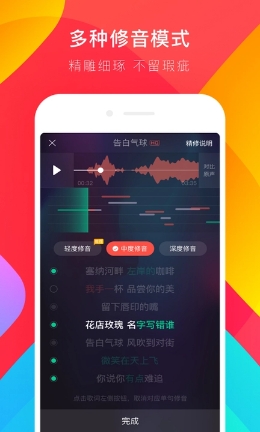 多种修音模式
精雕细琢 不留瑕疵
告白气球 HQ 精修说明
对比
原声
00:33
03:35
轻度修音 中度修音 深度修音
塞纳河畔 左岸的咖啡
我手一杯 品尝你的美
留下唇印的嘴
花店玫瑰 名字写错谁
告白气球 风吹到对街
微笑在天上飞
你说你有点难追
完成